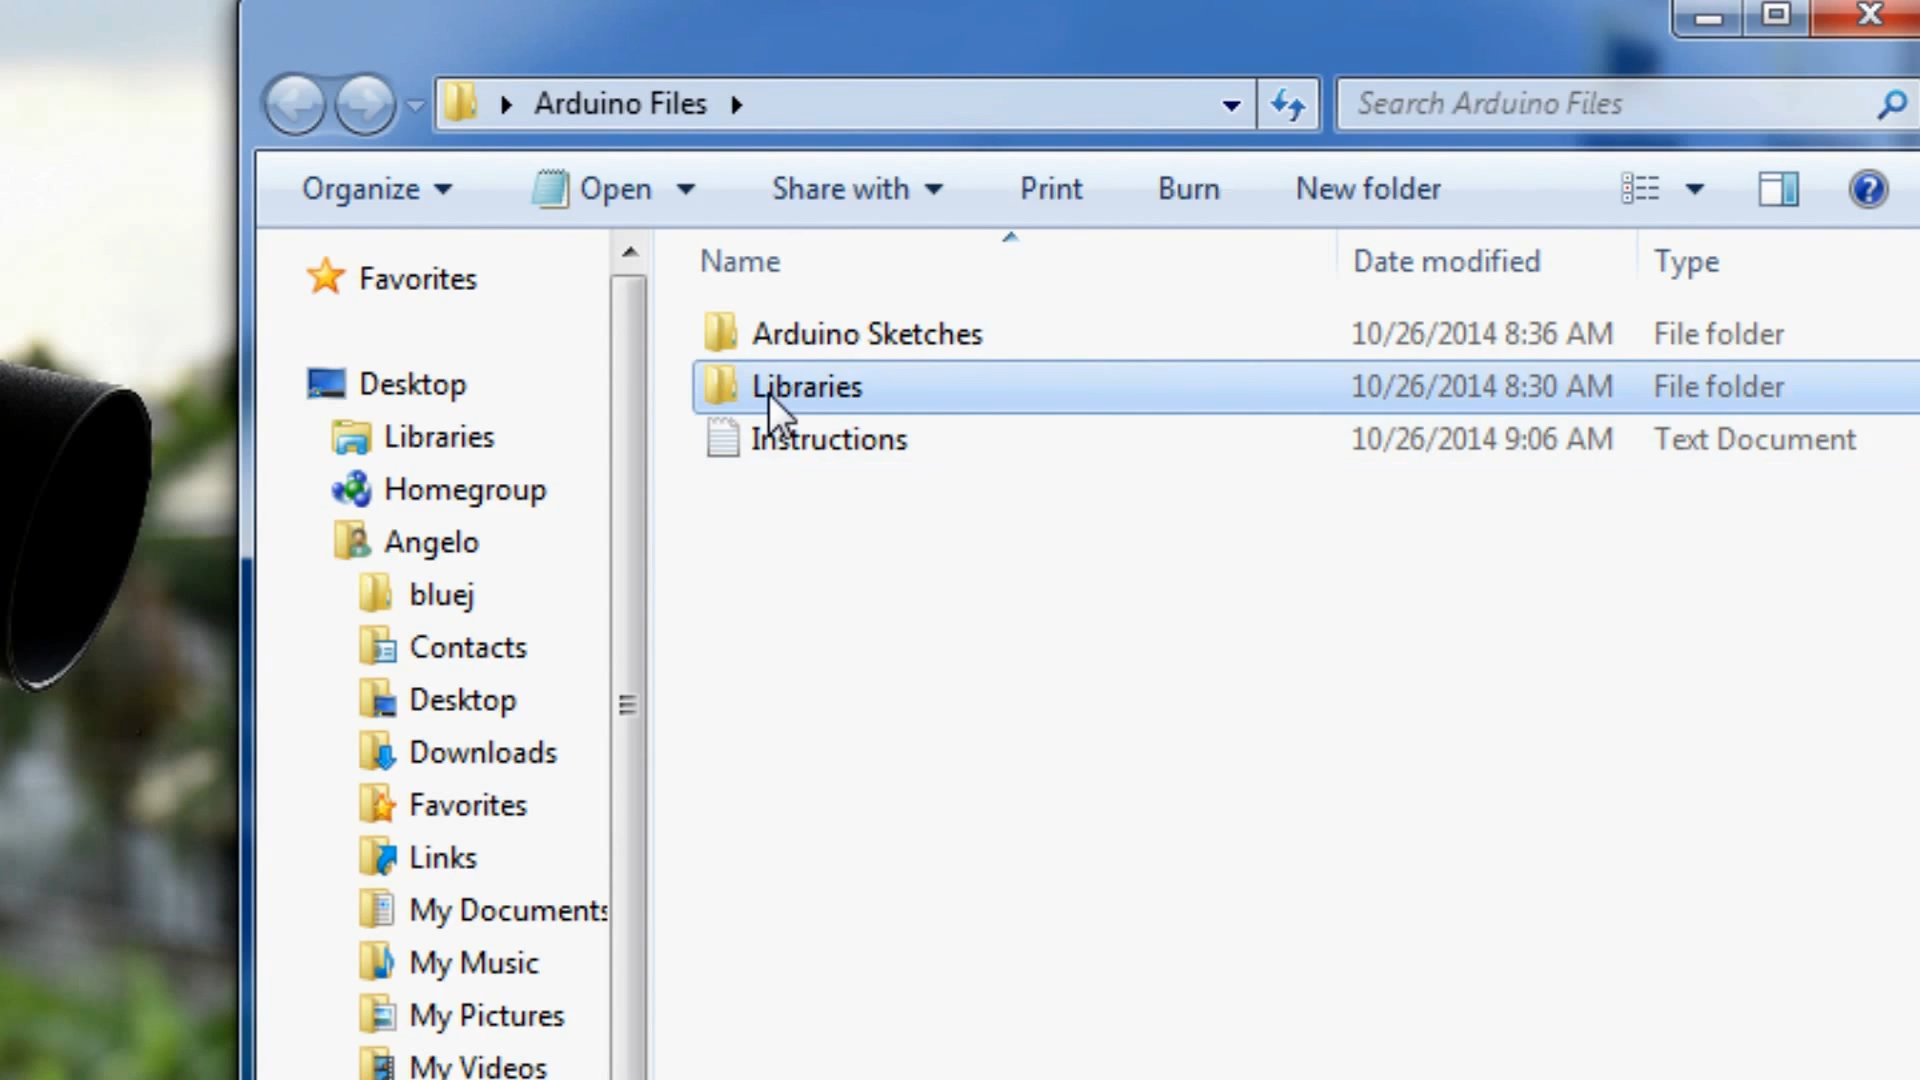 Arduino Files
Search Arduino Files
Organize Open Share with Print Burn New folder
Name Date modified Type
Arduino Sketches 10/26/2014 8:36 AM File folder
Libraries 10/26/2014 8:30 AM File folder
Instructions 10/26/2014 9:06 AM Text Document
Favorites
Desktop
Libraries
Homegroup
Angelo
bluej
Contacts
Desktop
Downloads
Favorites
Links
My Documents
My Music
My Pictures
My Videos